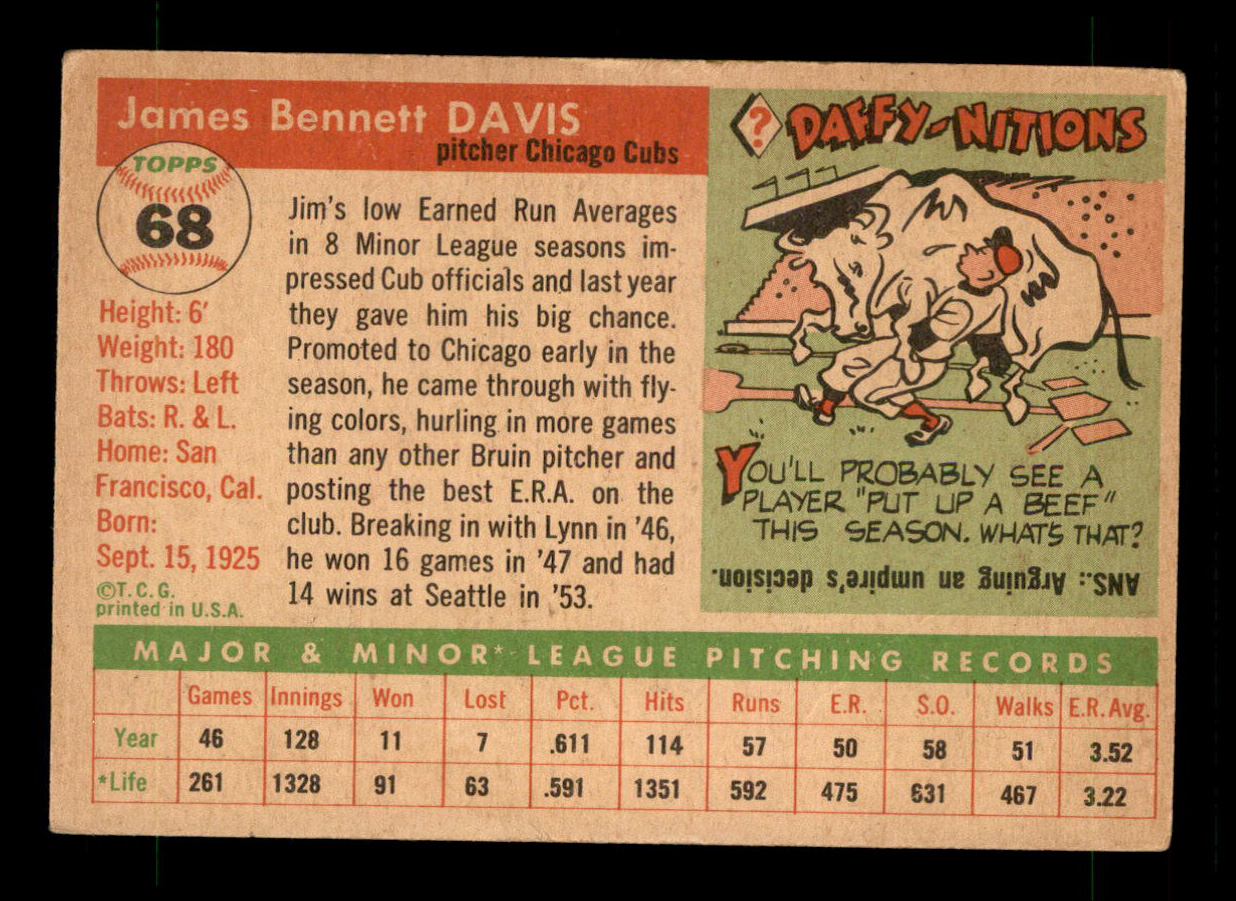 James Bennett DAVIS
pitcher Chicago Cubs
TOPPS
68
Height: 6'
Weight: 180
Throws: Left
Bats: R. & L.
Home: San
Francisco, Cal.
Born:
Sept. 15, 1925
©T. C. G.
printed in U.S.A.
Jim's low Earned Run Averages
in 8 Minor League seasons im-
pressed Cub officials and last year
they gave him his big chance.
Promoted to Chicago early in the
season, he came through with fly-
ing colors, hurling in more games
than any other Bruin pitcher and
posting the best E.R.A. on the
club. Breaking in with Lynn in '46,
he won 16 games in '47 and had
14 wins at Seattle in '53.
? DAFFY-NITIONS
YOU'LL PROBABLY SEE A
PLAYER "PUT UP A BEEF"
THIS SEASON. WHAT'S THAT?
ANS.: Arguing an umpire's decision.
MAJOR & MINOR* LEAGUE PITCHING RECORDS
Games Innings Won Lost Pct. Hits Runs E.R. S.O. Walks E.R. Avg.
Year 46 128 11 7 .611 114 57 50 58 51 3.52
*Life 261 1328 91 63 .591 1351 592 475 631 467 3.22